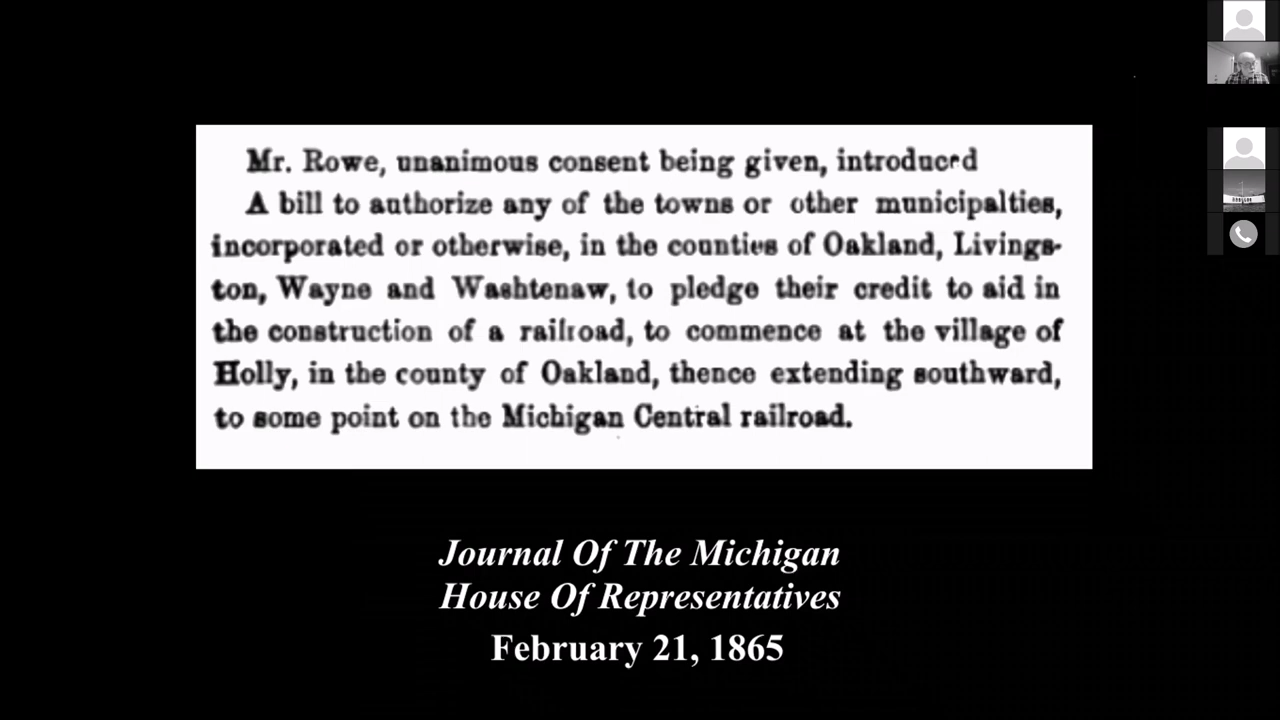 Mr. Rowe, unanimous consent being given, introduced
A bill to authorize any of the towns or other municipalties,
incorporated or otherwise, in the counties of Oakland, Livings-
ton, Wayne and Washtenaw, to pledge their credit to aid in
the construction of a railroad, to commence at the village of
Holly, in the county of Oakland, thence extending southward,
to some point on the Michigan Central railroad.
Journal Of The Michigan
House Of Representatives
February 21, 1865